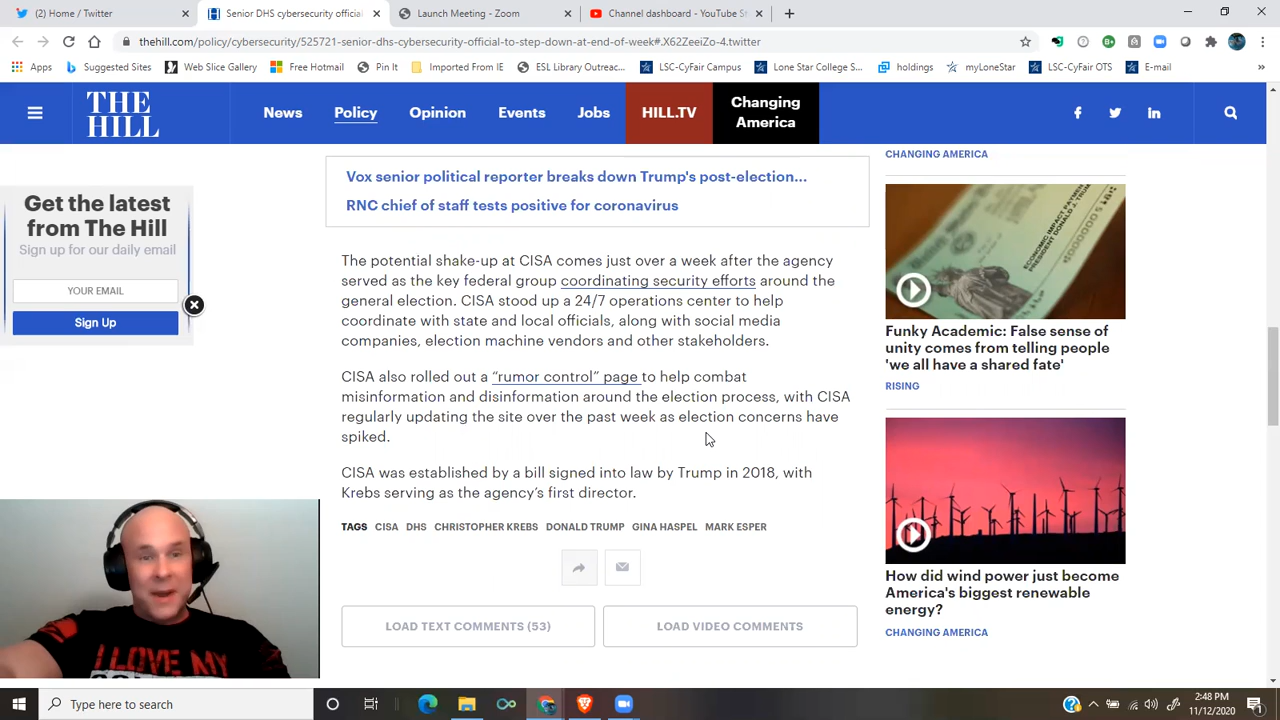 (3) Home / Twitter
Senior DHS cybersecurity official
Launch Meeting - Zoom
Channel dashboard - YouTube St
thehill.com/policy/cybersecurity/525721-senior-dhs-cybersecurity-official-to-step-down-at-end-of-week#.X62ZeeiZo-4.twitter
Apps
Suggested Sites
Web Slice Gallery
Free Hotmail
Pin It
Imported From IE
ESL Library Outreac...
LSC-CyFair Campus
Lone Star College S...
holdings
myLoneStar
LSC-CyFair OTS
E-mail
THE
HILL
News
Policy
Opinion
Events
Jobs
HILL.TV
Changing
America
Get the latest
from The Hill
Sign up for our daily email
YOUR EMAIL
Sign Up
Vox senior political reporter breaks down Trump's post-election...
RNC chief of staff tests positive for coronavirus
The potential shake-up at CISA comes just over a week after the agency
served as the key federal group coordinating security efforts around the
general election. CISA stood up a 24/7 operations center to help
coordinate with state and local officials, along with social media
companies, election machine vendors and other stakeholders.
CISA also rolled out a “rumor control” page to help combat
misinformation and disinformation around the election process, with CISA
regularly updating the site over the past week as election concerns have
spiked.
CISA was established by a bill signed into law by Trump in 2018, with
Krebs serving as the agency’s first director.
TAGS CISA DHS CHRISTOPHER KREBS DONALD TRUMP GINA HASPEL MARK ESPER
LOAD TEXT COMMENTS (53)
LOAD VIDEO COMMENTS
CHANGING AMERICA
ECONOMIC IMPACT PAYMENT
PRESIDENT DONALD J. TRUMP
Funky Academic: False sense of
unity comes from telling people
'we all have a shared fate'
RISING
How did wind power just become
America's biggest renewable
energy?
CHANGING AMERICA
I LOVE MY
Type here to search
2:48 PM
11/12/2020